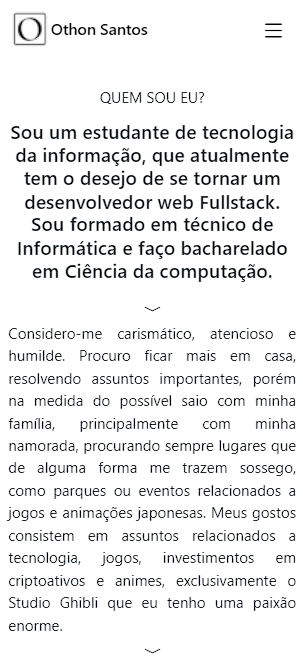 O Othon Santos
QUEM SOU EU?
Sou um estudante de tecnologia
da informação, que atualmente
tem o desejo de se tornar um
desenvolvedor web Fullstack.
Sou formado em técnico de
Informática e faço bacharelado
em Ciência da computação.
Considero-me carismático, atencioso e
humilde. Procuro ficar mais em casa,
resolvendo assuntos importantes, porém
na medida do possível saio com minha
família, principalmente com minha
namorada, procurando sempre lugares que
de alguma forma me trazem sossego,
como parques ou eventos relacionados a
jogos e animações japonesas. Meus gostos
consistem em assuntos relacionados a
tecnologia, jogos, investimentos em
criptoativos e animes, exclusivamente o
Studio Ghibli que eu tenho uma paixão
enorme.